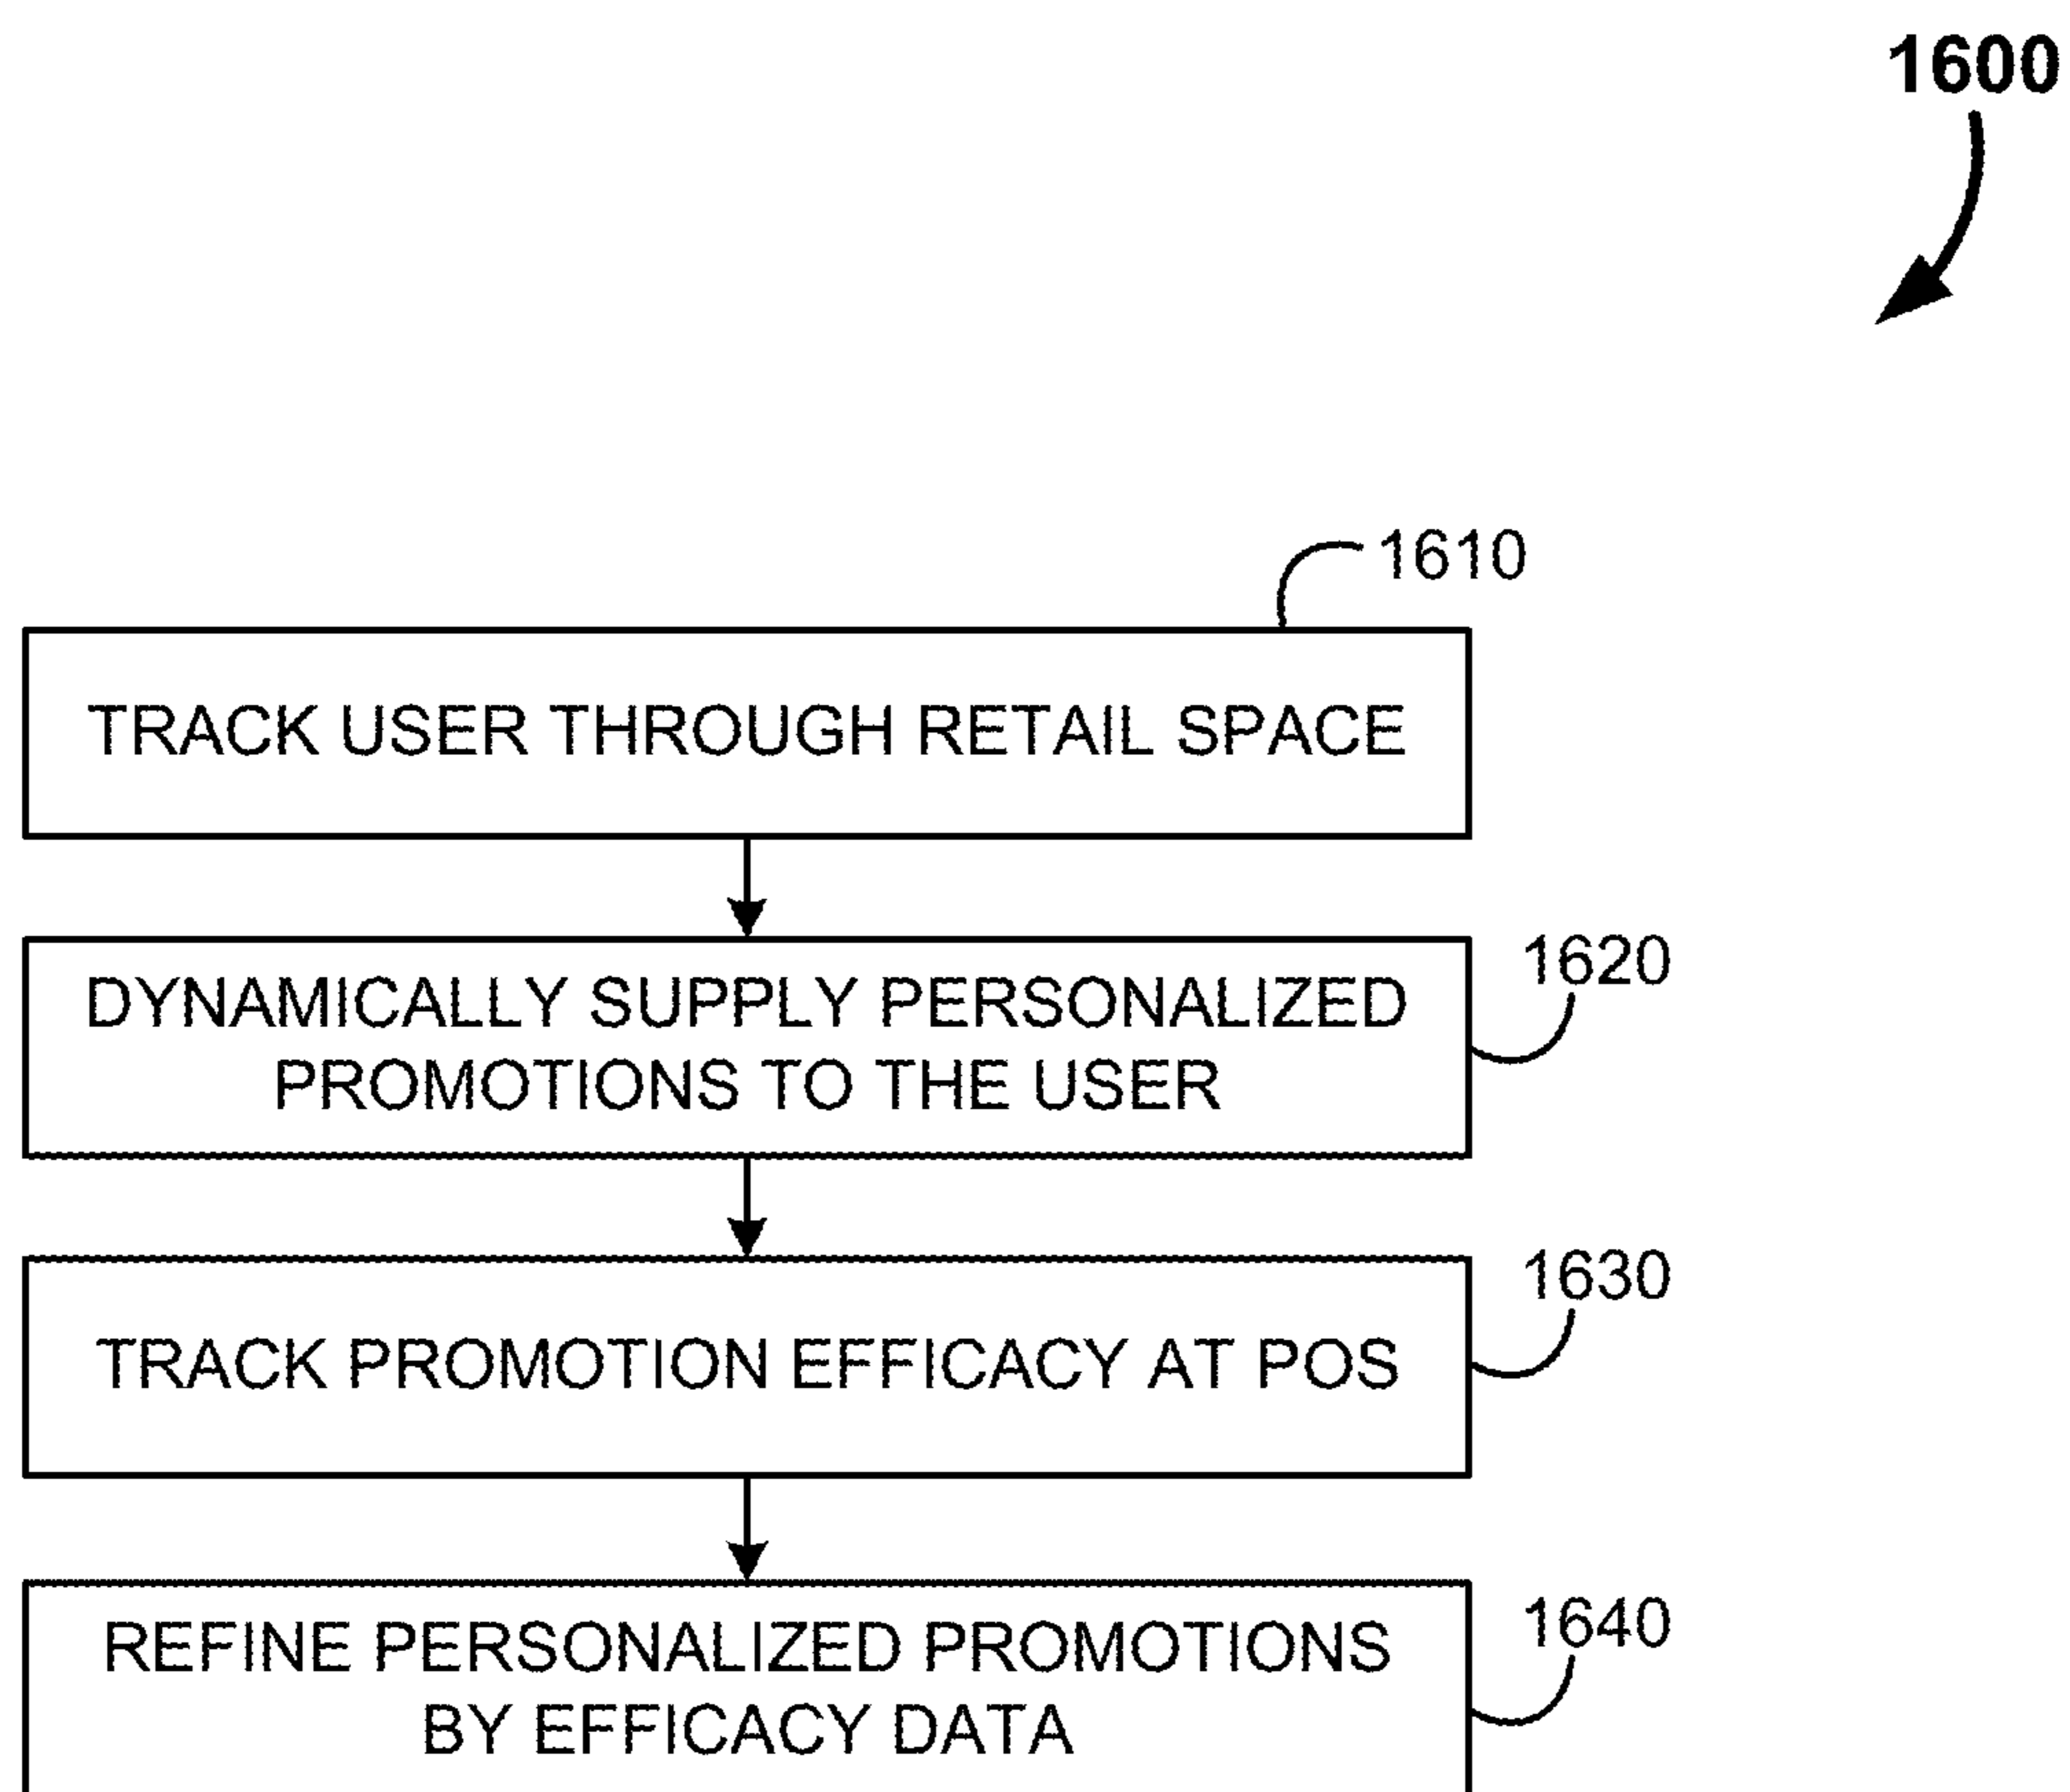 1600
1610
TRACK USER THROUGH RETAIL SPACE
1620
DYNAMICALLY SUPPLY PERSONALIZED
PROMOTIONS TO THE USER
1630
TRACK PROMOTION EFFICACY AT POS
1640
REFINE PERSONALIZED PROMOTIONS
BY EFFICACY DATA